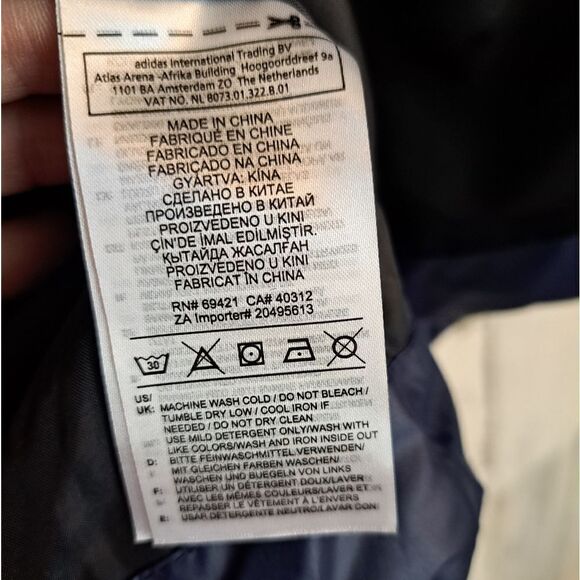 adidas International Trading BV
Atlas Arena -Afrika Building Hoogoorddreef 9a
1101 BA Amsterdam ZO The Netherlands
VAT NO. NL 8073.01.322.B.01
MADE IN CHINA
FABRIQUÉ EN CHINE
FABRICADO EN CHINA
FABRICADO NA CHINA
GYÁRTVA: KÍNA
СДЕЛАНО В КИТАЕ
ПРОИЗВЕДЕНО В КИТАЙ
PROIZVEDENO U KINI
ÇİN'DE İMAL EDİLMİŞTİR.
ҚЫТАЙДА ЖАСАЛҒАН
PROIZVEDENO U KINI
FABRICAT ÎN CHINA
RN# 69421 CA# 40312
ZA Importer# 20495613
30
US/
UK: MACHINE WASH COLD / DO NOT BLEACH /
TUMBLE DRY LOW / COOL IRON IF
NEEDED / DO NOT DRY CLEAN
USE MILD DETERGENT ONLY/WASH WITH
LIKE COLORS/WASH AND IRON INSIDE OUT
D: BITTE FEINWASCHMITTEL VERWENDEN/
MIT GLEICHEN FARBEN WASCHEN/
WASCHEN UND BUEGELN VON LINKS
F: UTILISER UN DÉTERGENT DOUX/LAVER ET
AVEC LES MÊMES COULEURS/LAVER ET
REPASSER LE VÊTEMENT À L'ENVERS
E: USAR DETERGENTE NEUTRO/LAVAR CON